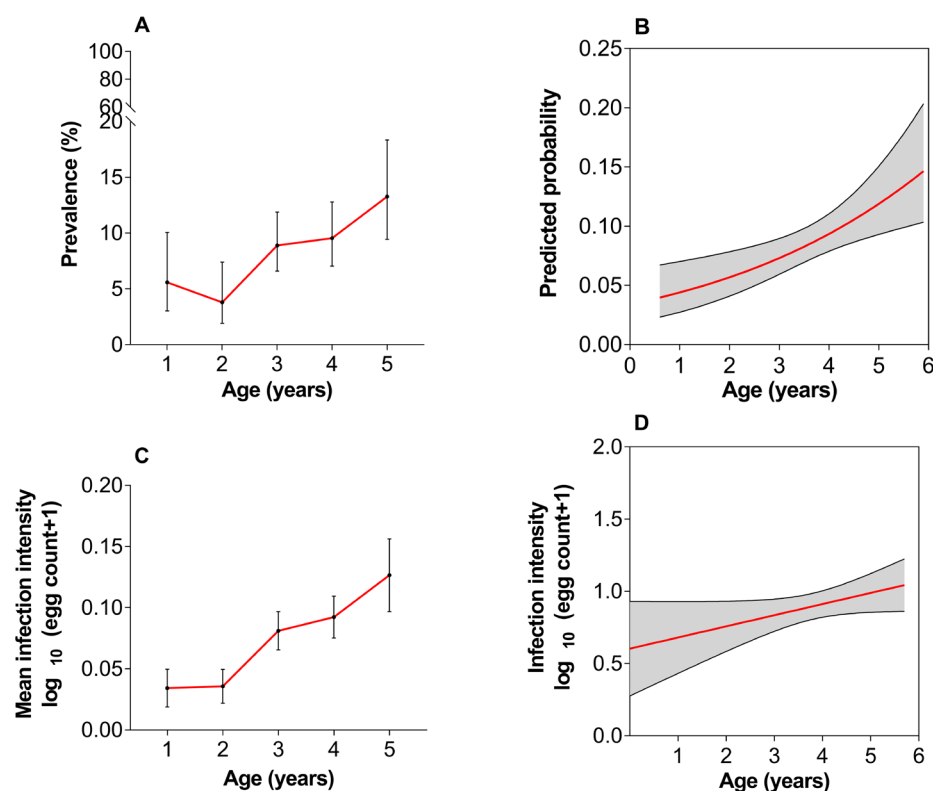 A
Prevalence (%)
100
80
60
20
15
10
5
0
1 2 3 4 5
Age (years)
B
Predicted probability
0.25
0.20
0.15
0.10
0.05
0.00
0 1 2 3 4 5 6
Age (years)
C
Mean infection intensity
log 10 (egg count+1)
0.20
0.15
0.10
0.05
0.00
1 2 3 4 5
Age (years)
D
Infection intensity
log 10 (egg count+1)
2.0
1.5
1.0
0.5
0.0
1 2 3 4 5 6
Age (years)